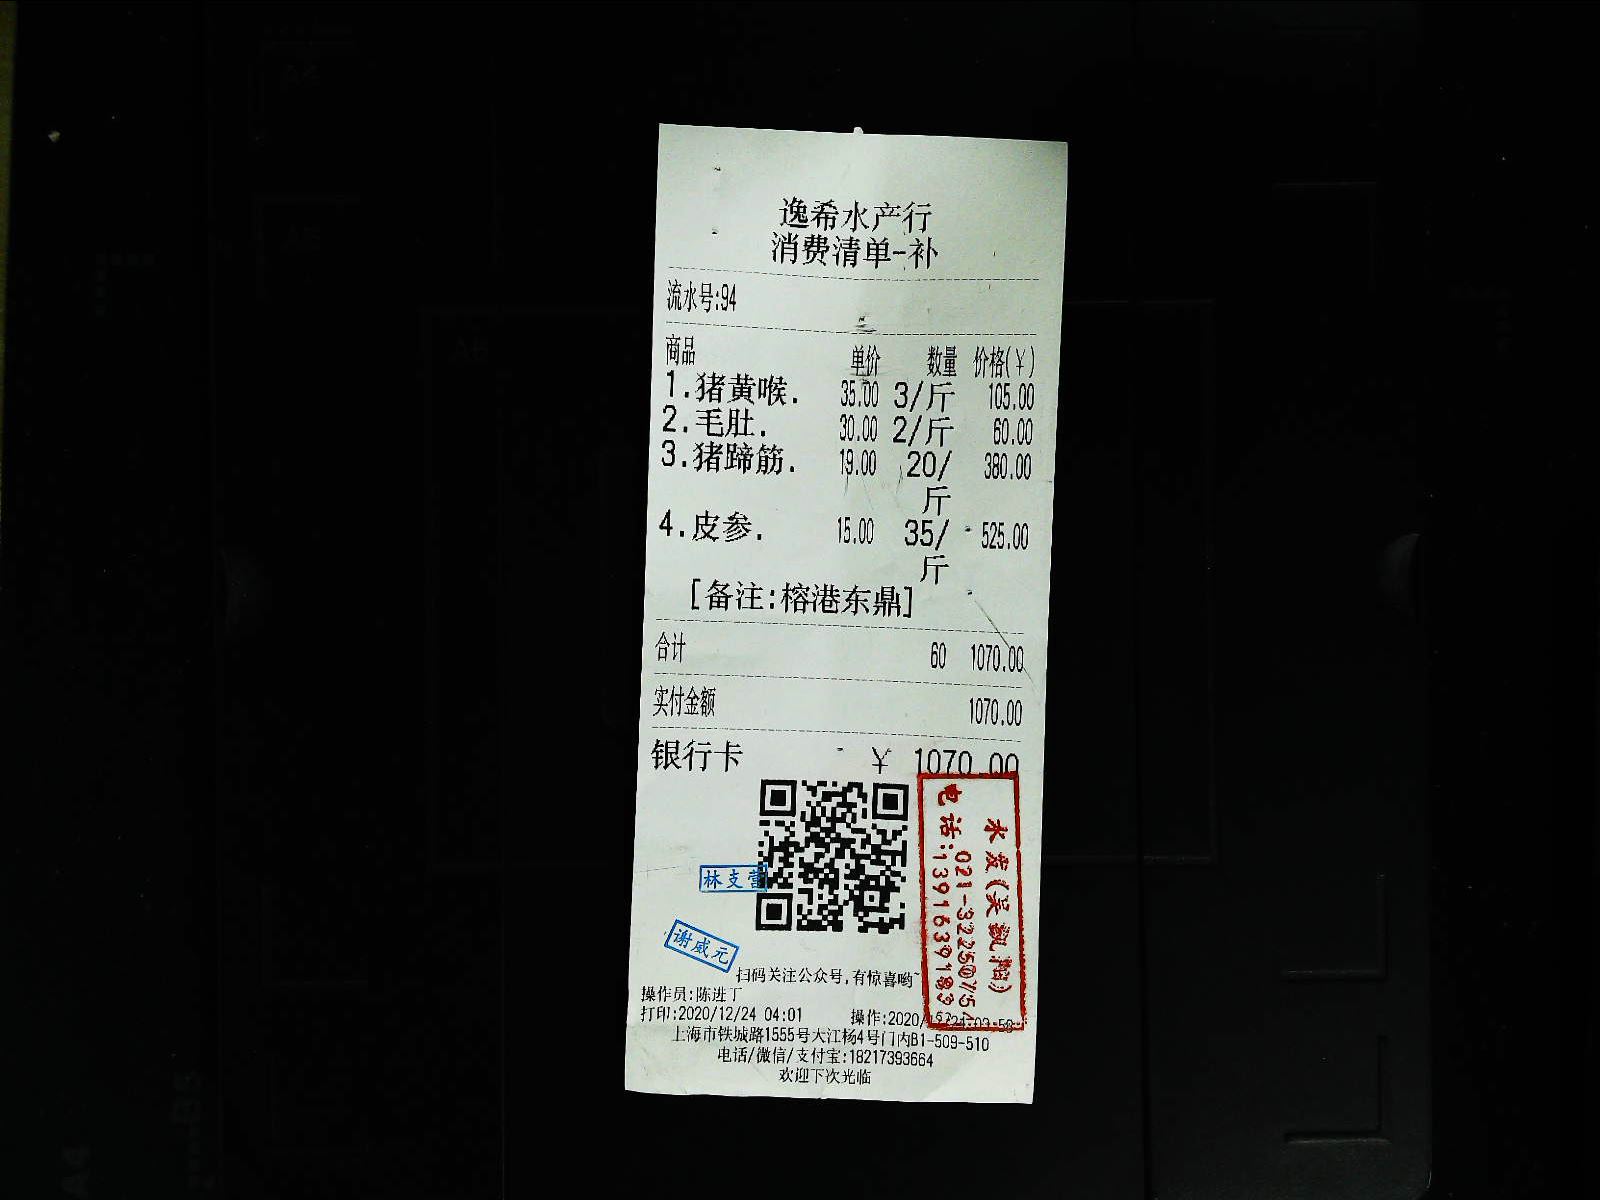 逸希水产行
消费清单-补
流水号:94
商品 单价 数量 价格(¥)
1.猪黄喉. 35.00 3/斤 105.00
2.毛肚. 30.00 2/斤 60.00
3.猪蹄筋. 19.00 20/斤 380.00
4.皮参. 15.00 35/斤 525.00
[备注:榕港东鼎]
合计 60 1070.00
实付金额 1070.00
银行卡 ¥ 1070.00
水发(吴飘翔)
021-32250754
电话:13916391839
林支蕾
谢威元
扫码关注公众号,有惊喜哟~
操作员:陈进丁
打印:2020/12/24 04:01 操作:2020/
上海市铁城路1555号大江杨4号门内B1-509-510
电话/微信/支付宝:18217393664
欢迎下次光临